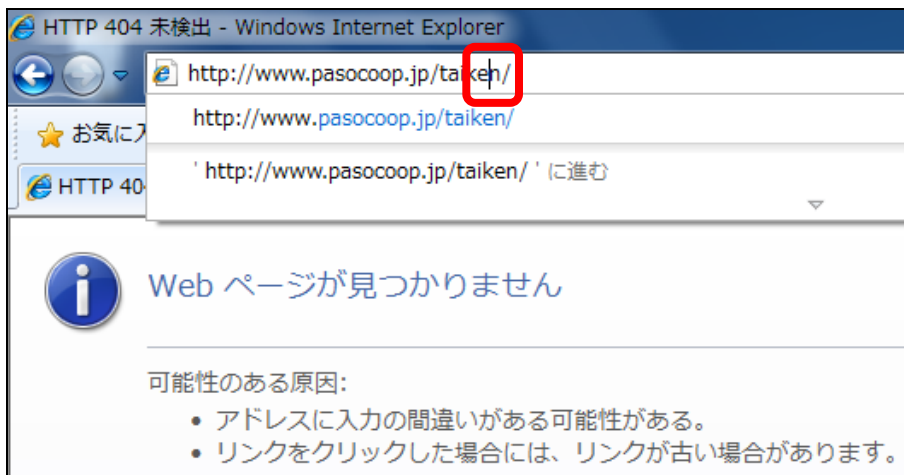 HTTP 404 未検出 - Windows Internet Explorer
http://www.pasocoop.jp/taiken/
http://www.pasocoop.jp/taiken/
お気に入
' http://www.pasocoop.jp/taiken/ ' に進む
HTTP 40
Web ページが見つかりません
可能性のある原因:
• アドレスに入力の間違いがある可能性がある。
• リンクをクリックした場合には、リンクが古い場合があります。